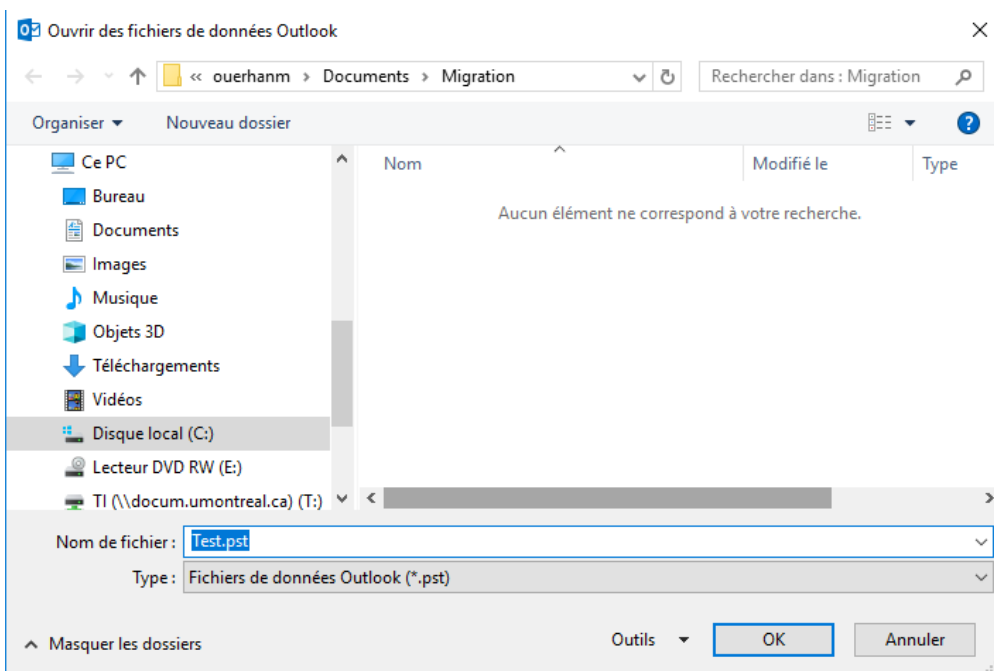 Ouvrir des fichiers de données Outlook
« ouerhanm › Documents › Migration
Rechercher dans : Migration
Organiser
Nouveau dossier
Ce PC
Bureau
Documents
Images
Musique
Objets 3D
Téléchargements
Vidéos
Disque local (C:)
Lecteur DVD RW (E:)
TI (\\docum.umontreal.ca) (T:)
Nom Modifié le Type
Aucun élément ne correspond à votre recherche.
Nom de fichier : Test.pst
Type : Fichiers de données Outlook (*.pst)
Masquer les dossiers
Outils OK Annuler